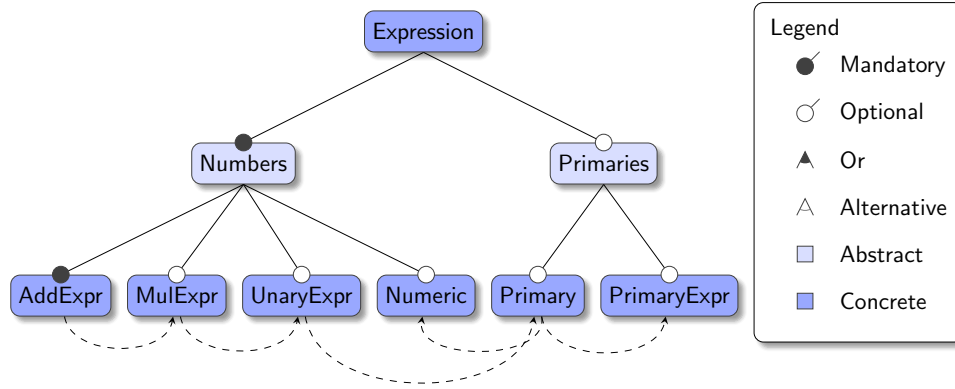 Expression
Numbers
Primaries
AddExpr
MulExpr
UnaryExpr
Numeric
Primary
PrimaryExpr
Legend
Mandatory
Optional
Or
Alternative
Abstract
Concrete